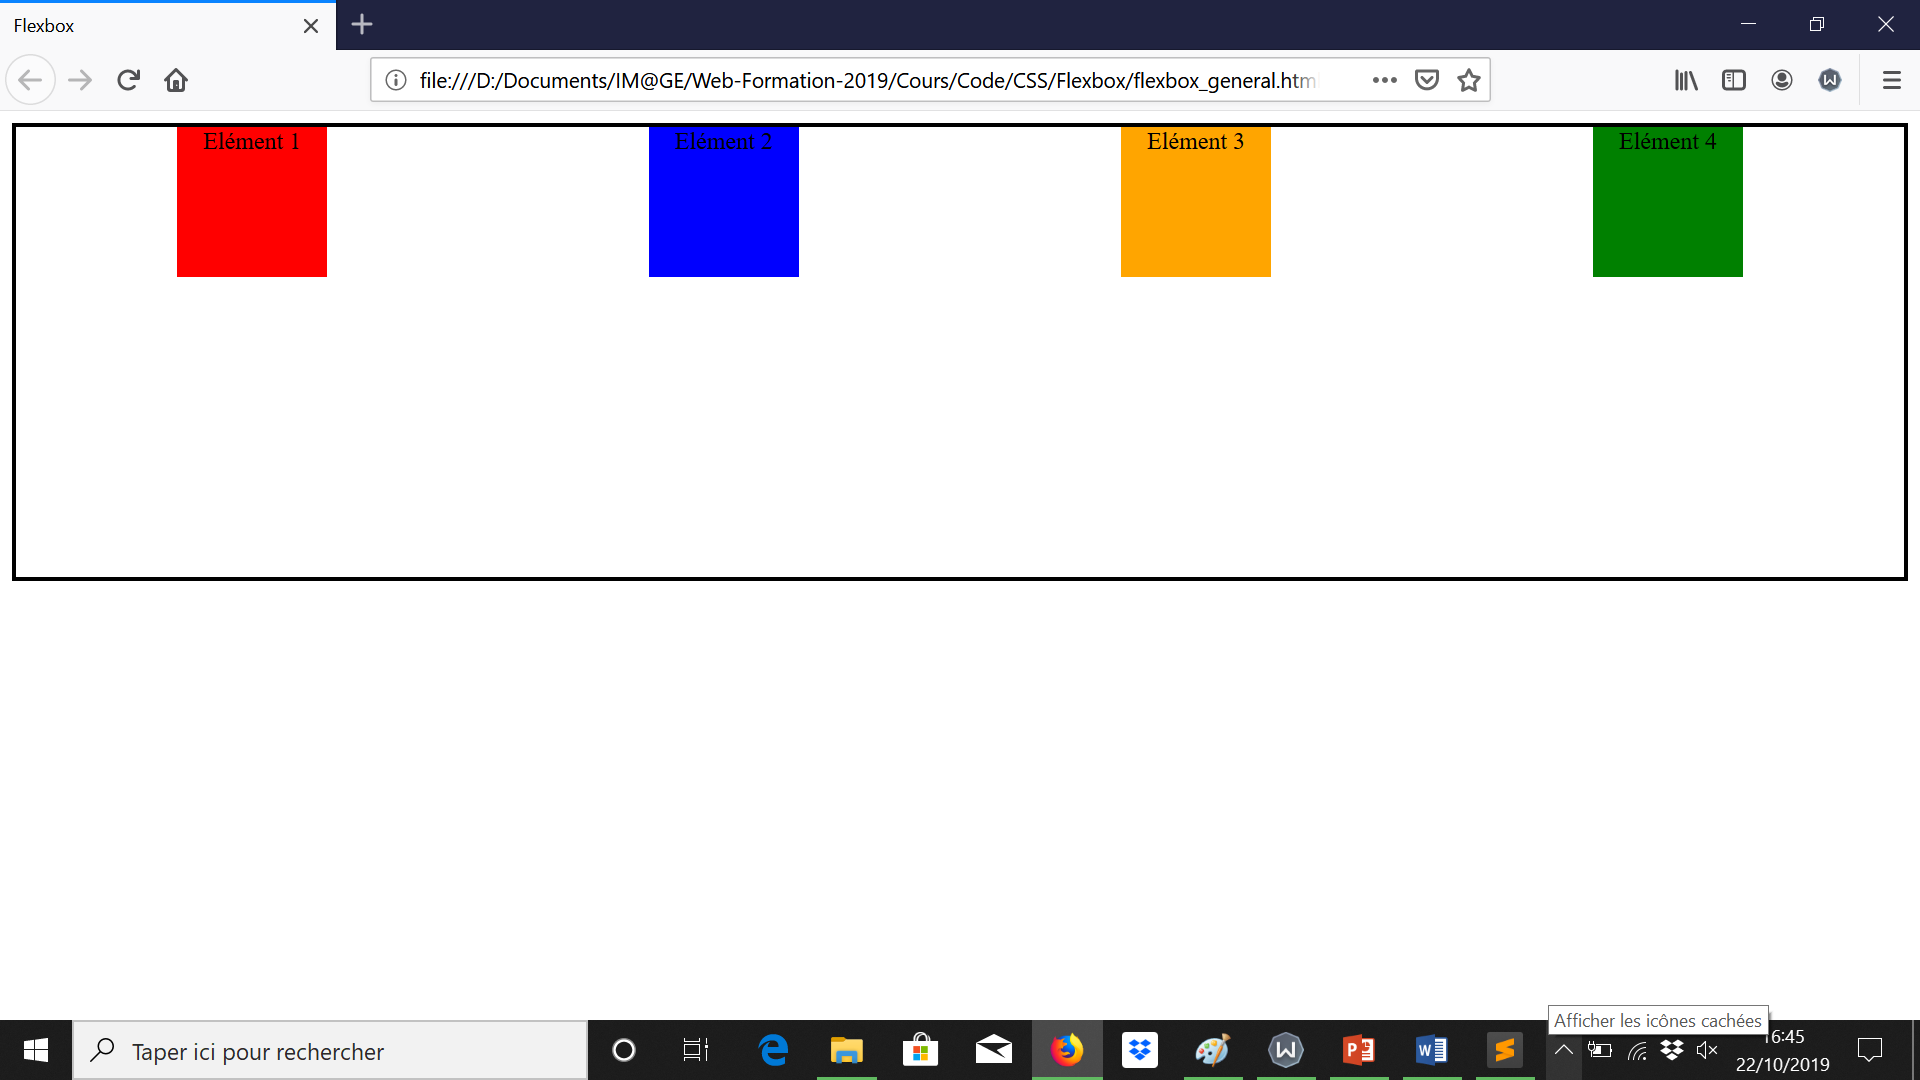 Flexbox
file:///D:/Documents/IM@GE/Web-Formation-2019/Cours/Code/CSS/Flexbox/flexbox_general.htm
Elément 1 Elément 2 Elément 3 Elément 4
Afficher les icônes cachées
Taper ici pour rechercher
16:45
22/10/2019